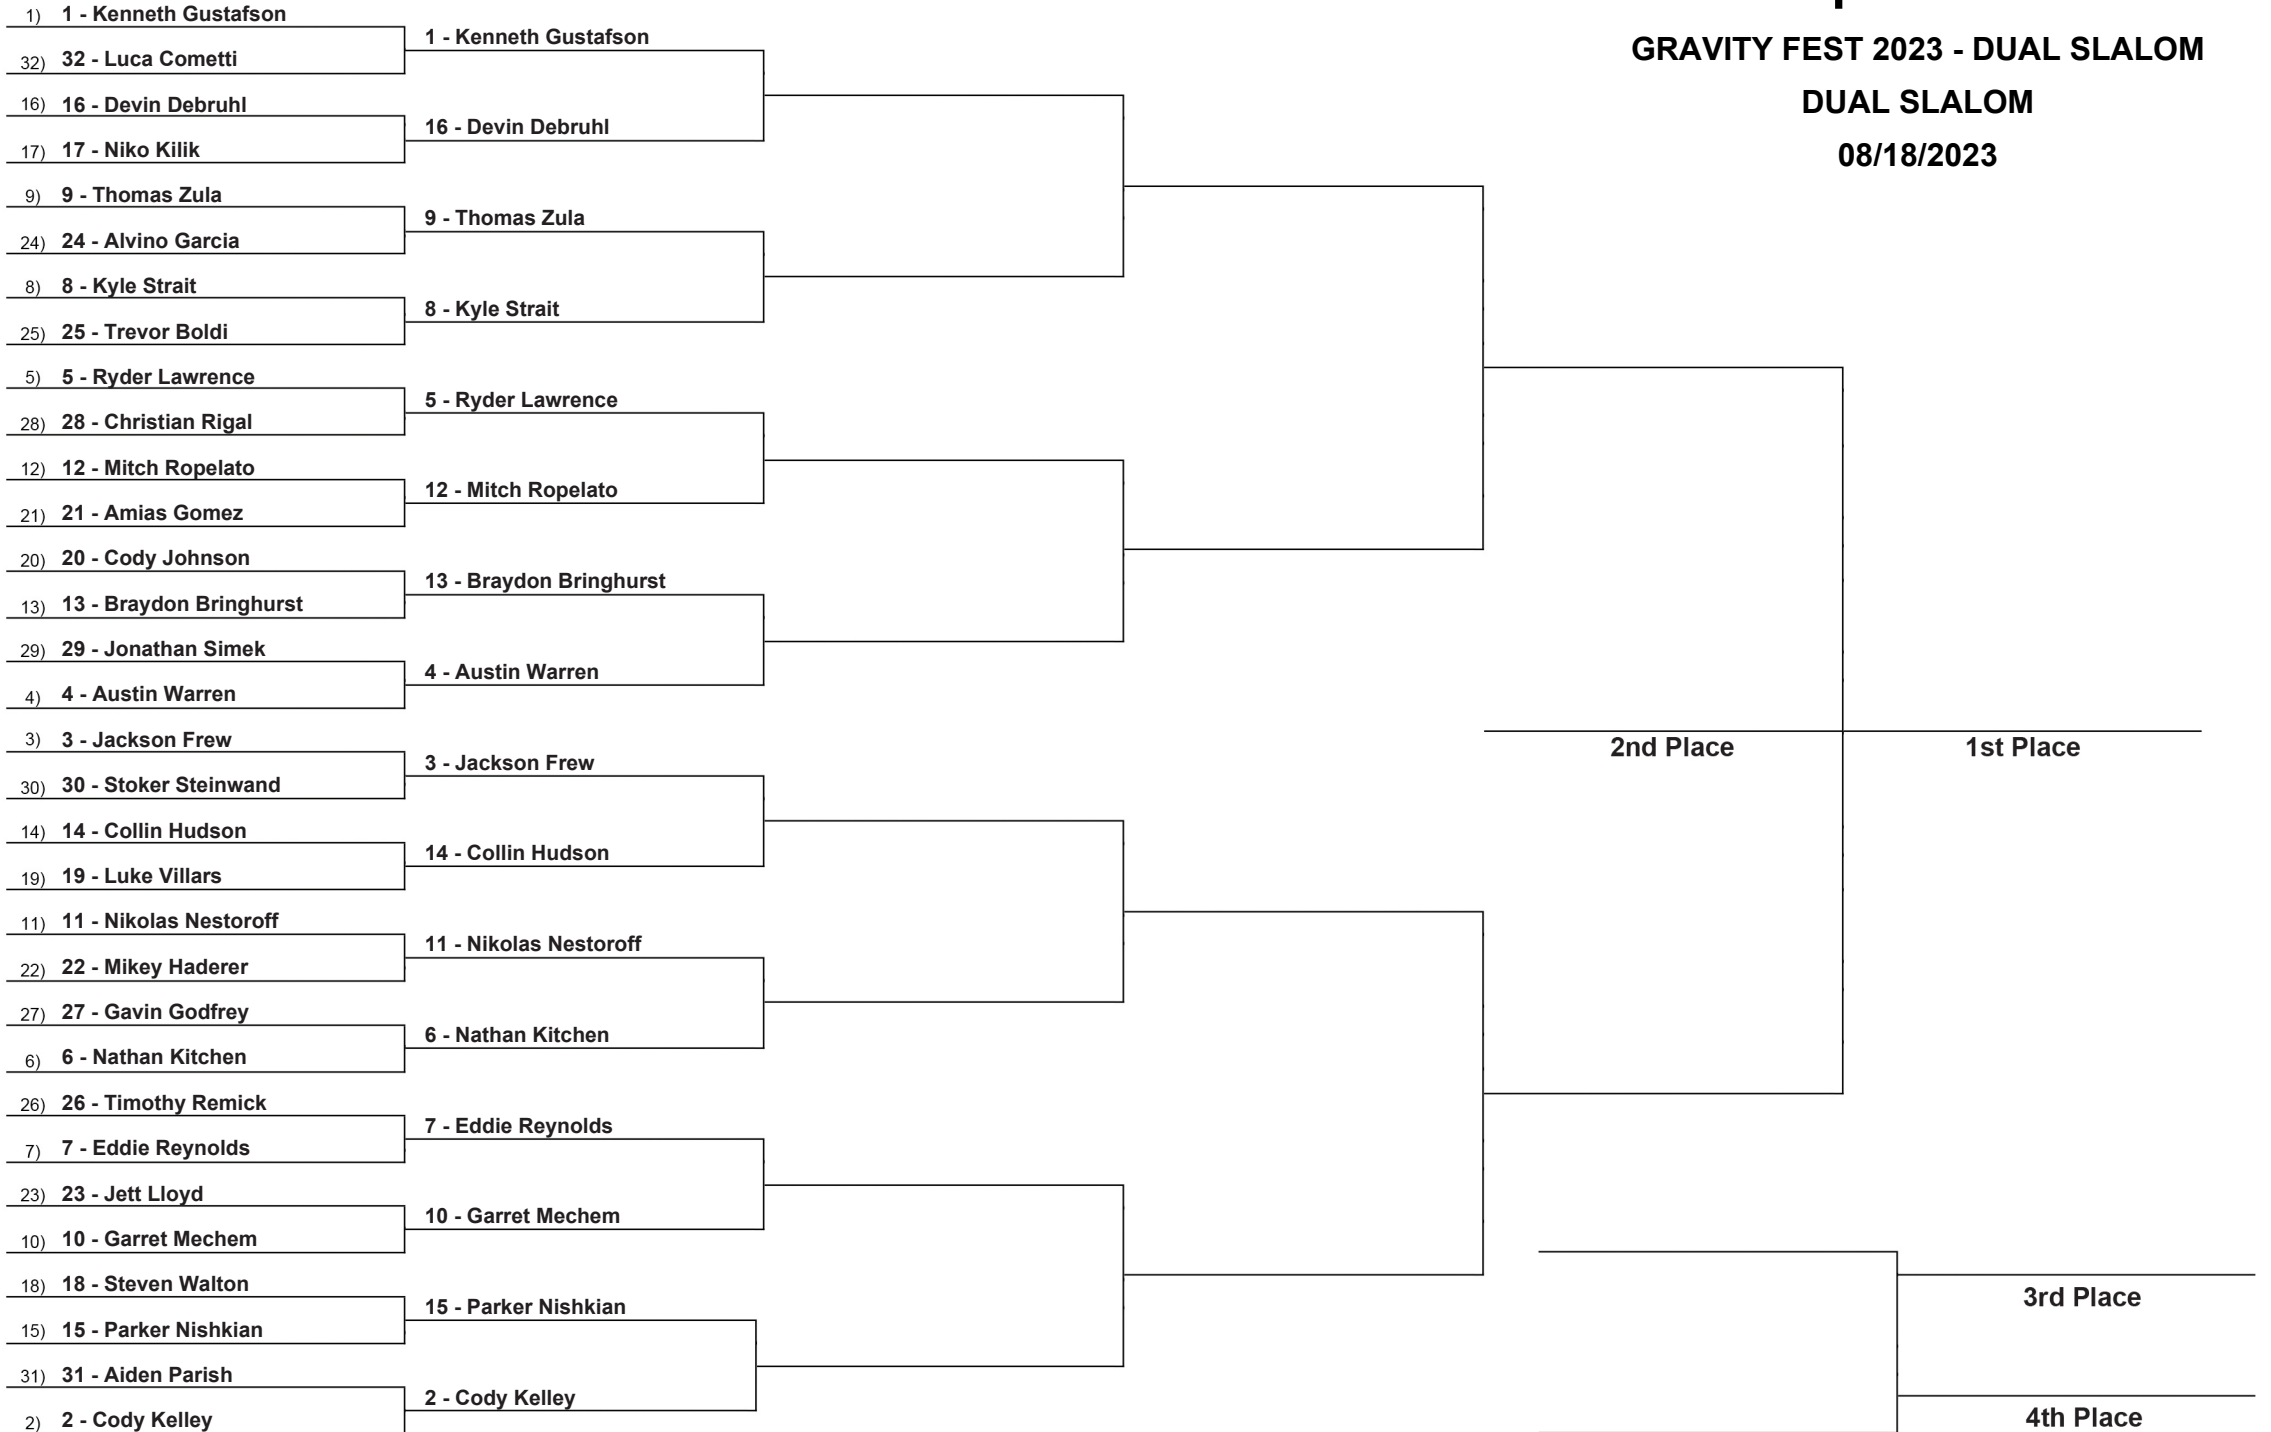 GRAVITY FEST 2023 - DUAL SLALOM
DUAL SLALOM
08/18/2023
1) 1 - Kenneth Gustafson
32) 32 - Luca Cometti
16) 16 - Devin Debruhl
17) 17 - Niko Kilik
9) 9 - Thomas Zula
24) 24 - Alvino Garcia
8) 8 - Kyle Strait
25) 25 - Trevor Boldi
5) 5 - Ryder Lawrence
28) 28 - Christian Rigal
12) 12 - Mitch Ropelato
21) 21 - Amias Gomez
20) 20 - Cody Johnson
13) 13 - Braydon Bringhurst
29) 29 - Jonathan Simek
4) 4 - Austin Warren
3) 3 - Jackson Frew
30) 30 - Stoker Steinwand
14) 14 - Collin Hudson
19) 19 - Luke Villars
11) 11 - Nikolas Nestoroff
22) 22 - Mikey Haderer
27) 27 - Gavin Godfrey
6) 6 - Nathan Kitchen
26) 26 - Timothy Remick
7) 7 - Eddie Reynolds
23) 23 - Jett Lloyd
10) 10 - Garret Mechem
18) 18 - Steven Walton
15) 15 - Parker Nishkian
31) 31 - Aiden Parish
2) 2 - Cody Kelley
1 - Kenneth Gustafson
16 - Devin Debruhl
9 - Thomas Zula
8 - Kyle Strait
5 - Ryder Lawrence
12 - Mitch Ropelato
13 - Braydon Bringhurst
4 - Austin Warren
3 - Jackson Frew
14 - Collin Hudson
11 - Nikolas Nestoroff
6 - Nathan Kitchen
7 - Eddie Reynolds
10 - Garret Mechem
15 - Parker Nishkian
2 - Cody Kelley
2nd Place
1st Place
3rd Place
4th Place